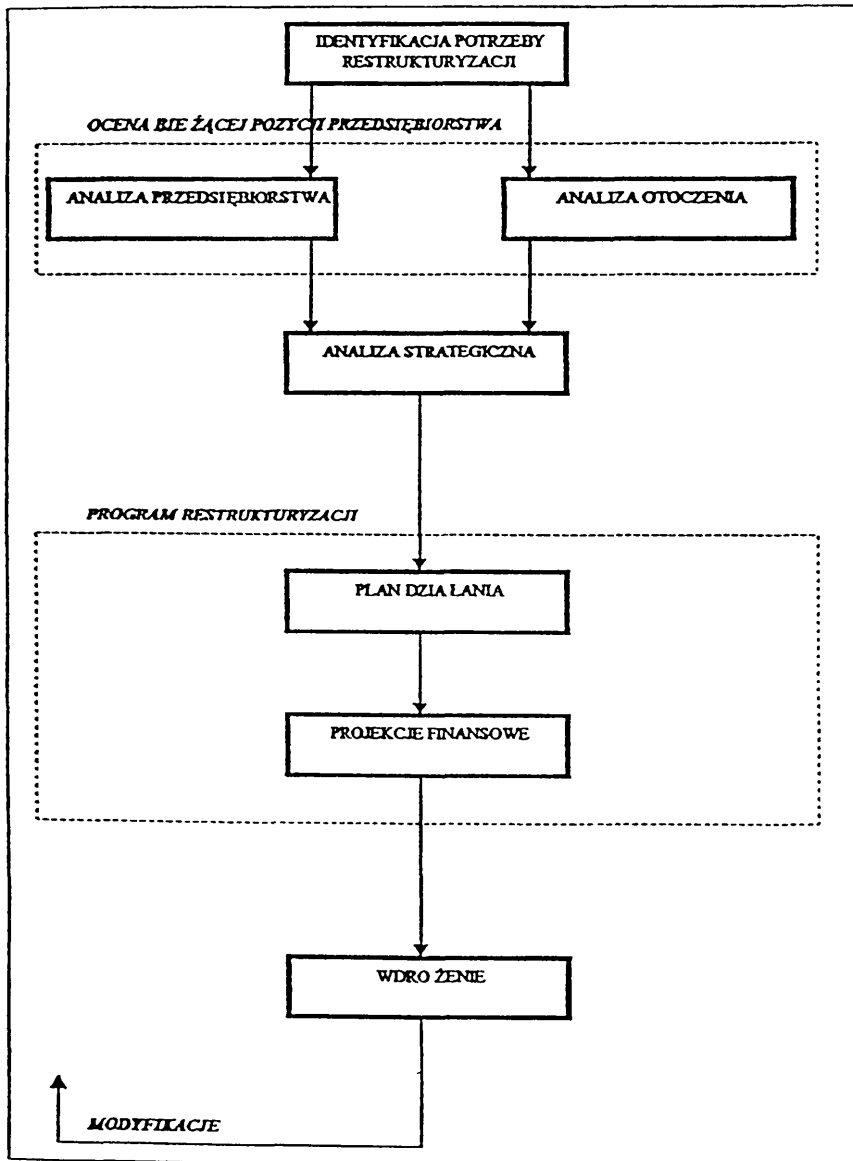 IDENTYFIKACJA POTRZEBY
RESTRUKTURYZACJI
OCENA BIE ŻĄCEJ POZYCJI PRZEDSIĘBIORSTWA
ANALIZA PRZEDSIĘBIORSTWA
ANALIZA OTOCZENIA
ANALIZA STRATEGICZNA
PROGRAM RESTRUKTURYZACJI
PLAN DZIA ŁANIA
PROJEKCJE FINANSOWE
WDRO ŻENIE
MODYFIKACJE